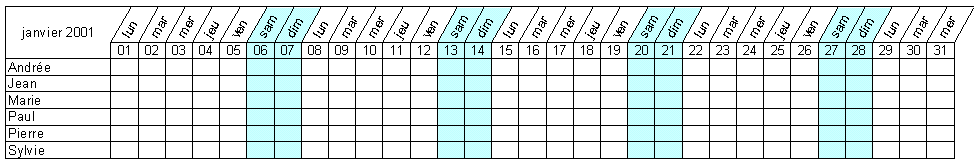 janvier 2001 lun mar mer jeu ven sam dim lun mar mer jeu ven sam dim lun mar mer jeu ven sam dim lun mar mer jeu ven sam dim lun mar mer
01 02 03 04 05 06 07 08 09 10 11 12 13 14 15 16 17 18 19 20 21 22 23 24 25 26 27 28 29 30 31
Andrée
Jean
Marie
Paul
Pierre
Sylvie